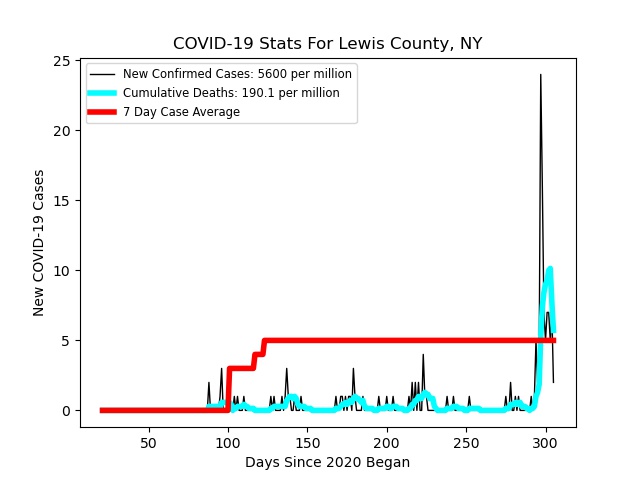 COVID-19 Stats For Lewis County, NY
New Confirmed Cases: 5600 per million
Cumulative Deaths: 190.1 per million
7 Day Case Average
New COVID-19 Cases
25
20
15
10
5
0
50 100 150 200 250 300
Days Since 2020 Began